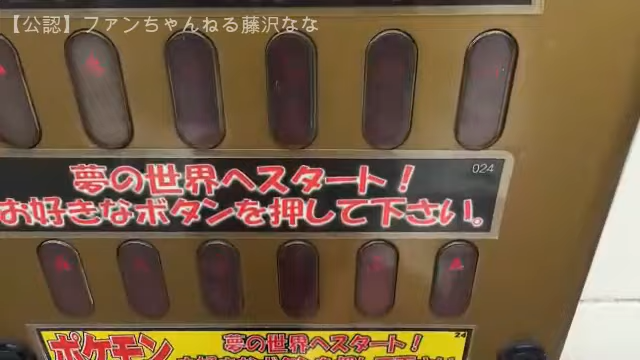 【公認】ファンちゃんねる藤沢なな
024
夢の世界へスタート！
お好きなボタンを押して下さい。
24
ポケモン
夢の世界へスタート！